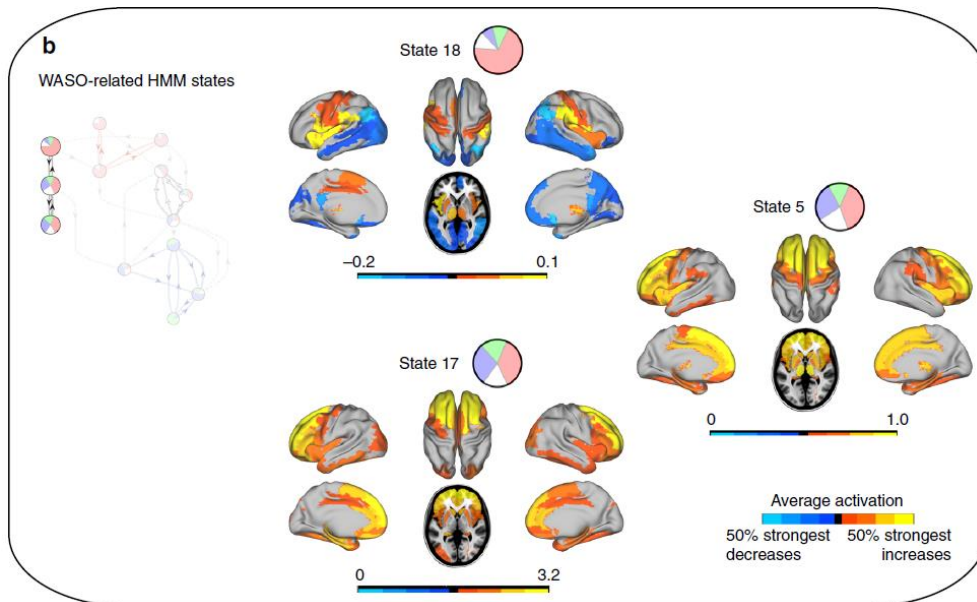 b
WASO-related HMM states
State 18
–0.2
0.1
State 5
0
1.0
State 17
0
3.2
Average activation
50% strongest decreases
50% strongest increases